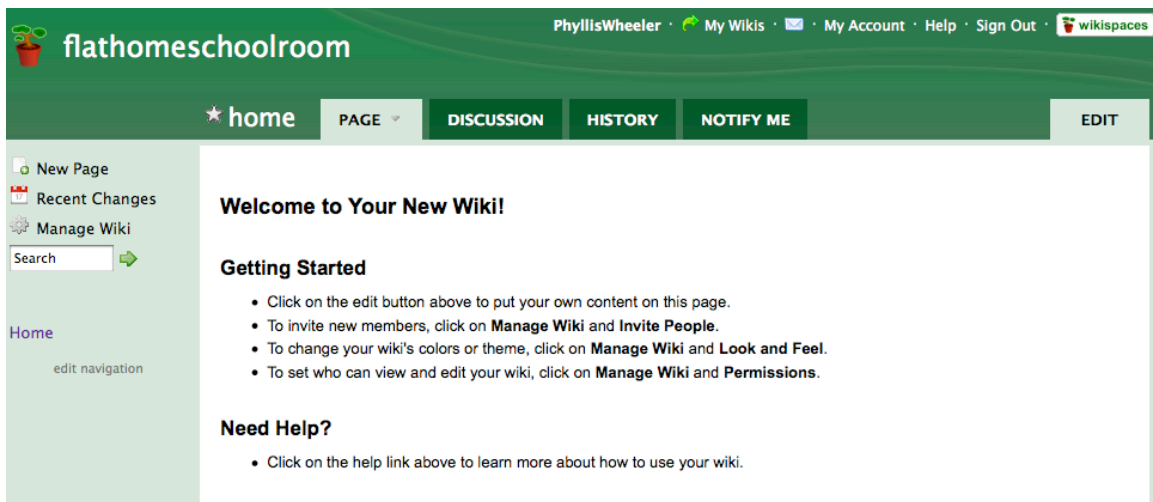 PhyllisWheeler · My Wikis · · My Account · Help · Sign Out · wikispaces
flathomeschoolroom
home PAGE DISCUSSION HISTORY NOTIFY ME EDIT
New Page
Recent Changes
17
Manage Wiki
Search
Home
edit navigation
Welcome to Your New Wiki!
Getting Started
• Click on the edit button above to put your own content on this page.
• To invite new members, click on Manage Wiki and Invite People.
• To change your wiki's colors or theme, click on Manage Wiki and Look and Feel.
• To set who can view and edit your wiki, click on Manage Wiki and Permissions.
Need Help?
• Click on the help link above to learn more about how to use your wiki.